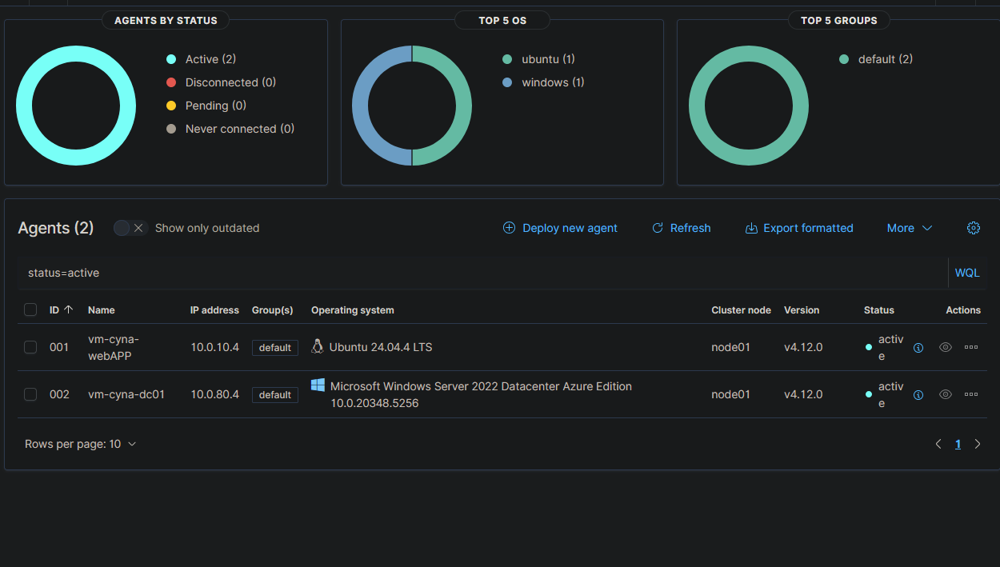 AGENTS BY STATUS
Active (2)
Disconnected (0)
Pending (0)
Never connected (0)
TOP 5 OS
ubuntu (1)
windows (1)
TOP 5 GROUPS
default (2)
Agents (2) Show only outdated Deploy new agent Refresh Export formatted More
status=active WQL
ID Name IP address Group(s) Operating system Cluster node Version Status Actions
001 vm-cyna-
webAPP 10.0.10.4 default Ubuntu 24.04.4 LTS node01 v4.12.0 activ
e
002 vm-cyna-dc01 10.0.80.4 default Microsoft Windows Server 2022 Datacenter Azure Edition
10.0.20348.5256 node01 v4.12.0 activ
e
Rows per page: 10 1